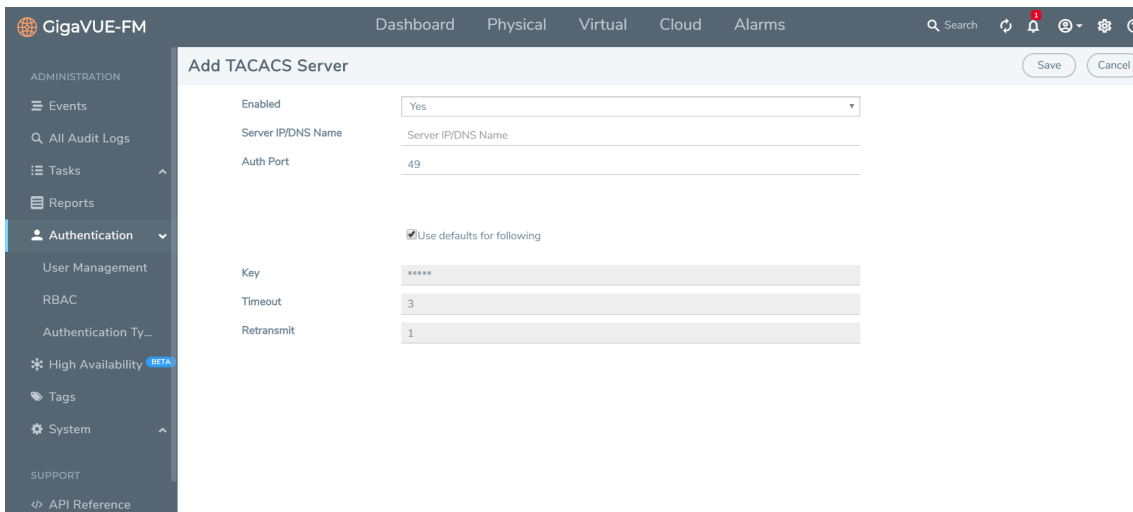 GigaVUE-FM
Dashboard Physical Virtual Cloud Alarms
Search
1
ADMINISTRATION
Events
All Audit Logs
Tasks
Reports
Authentication
User Management
RBAC
Authentication Ty...
High Availability BETA
Tags
System
SUPPORT
API Reference
Add TACACS Server
Save Cancel
Enabled Yes
Server IP/DNS Name Server IP/DNS Name
Auth Port 49
Use defaults for following
Key *****
Timeout 3
Retransmit 1